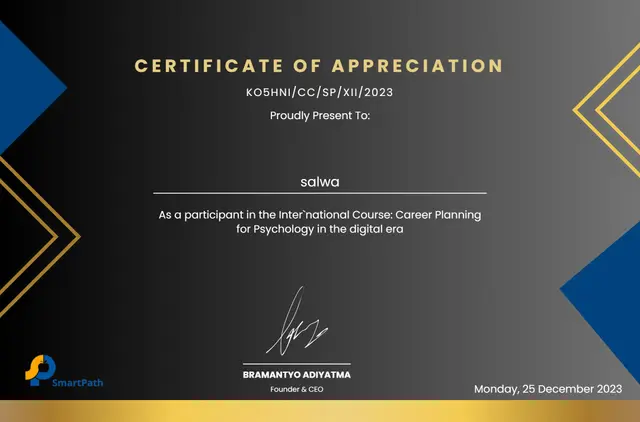 CERTIFICATE OF APPRECIATION
KO5HNI/CC/SP/XII/2023
Proudly Present To:
salwa
As a participant in the Inter`national Course: Career Planning
for Psychology in the digital era
BRAMANTYO ADIYATMA
Founder & CEO
SmartPath
Monday, 25 December 2023